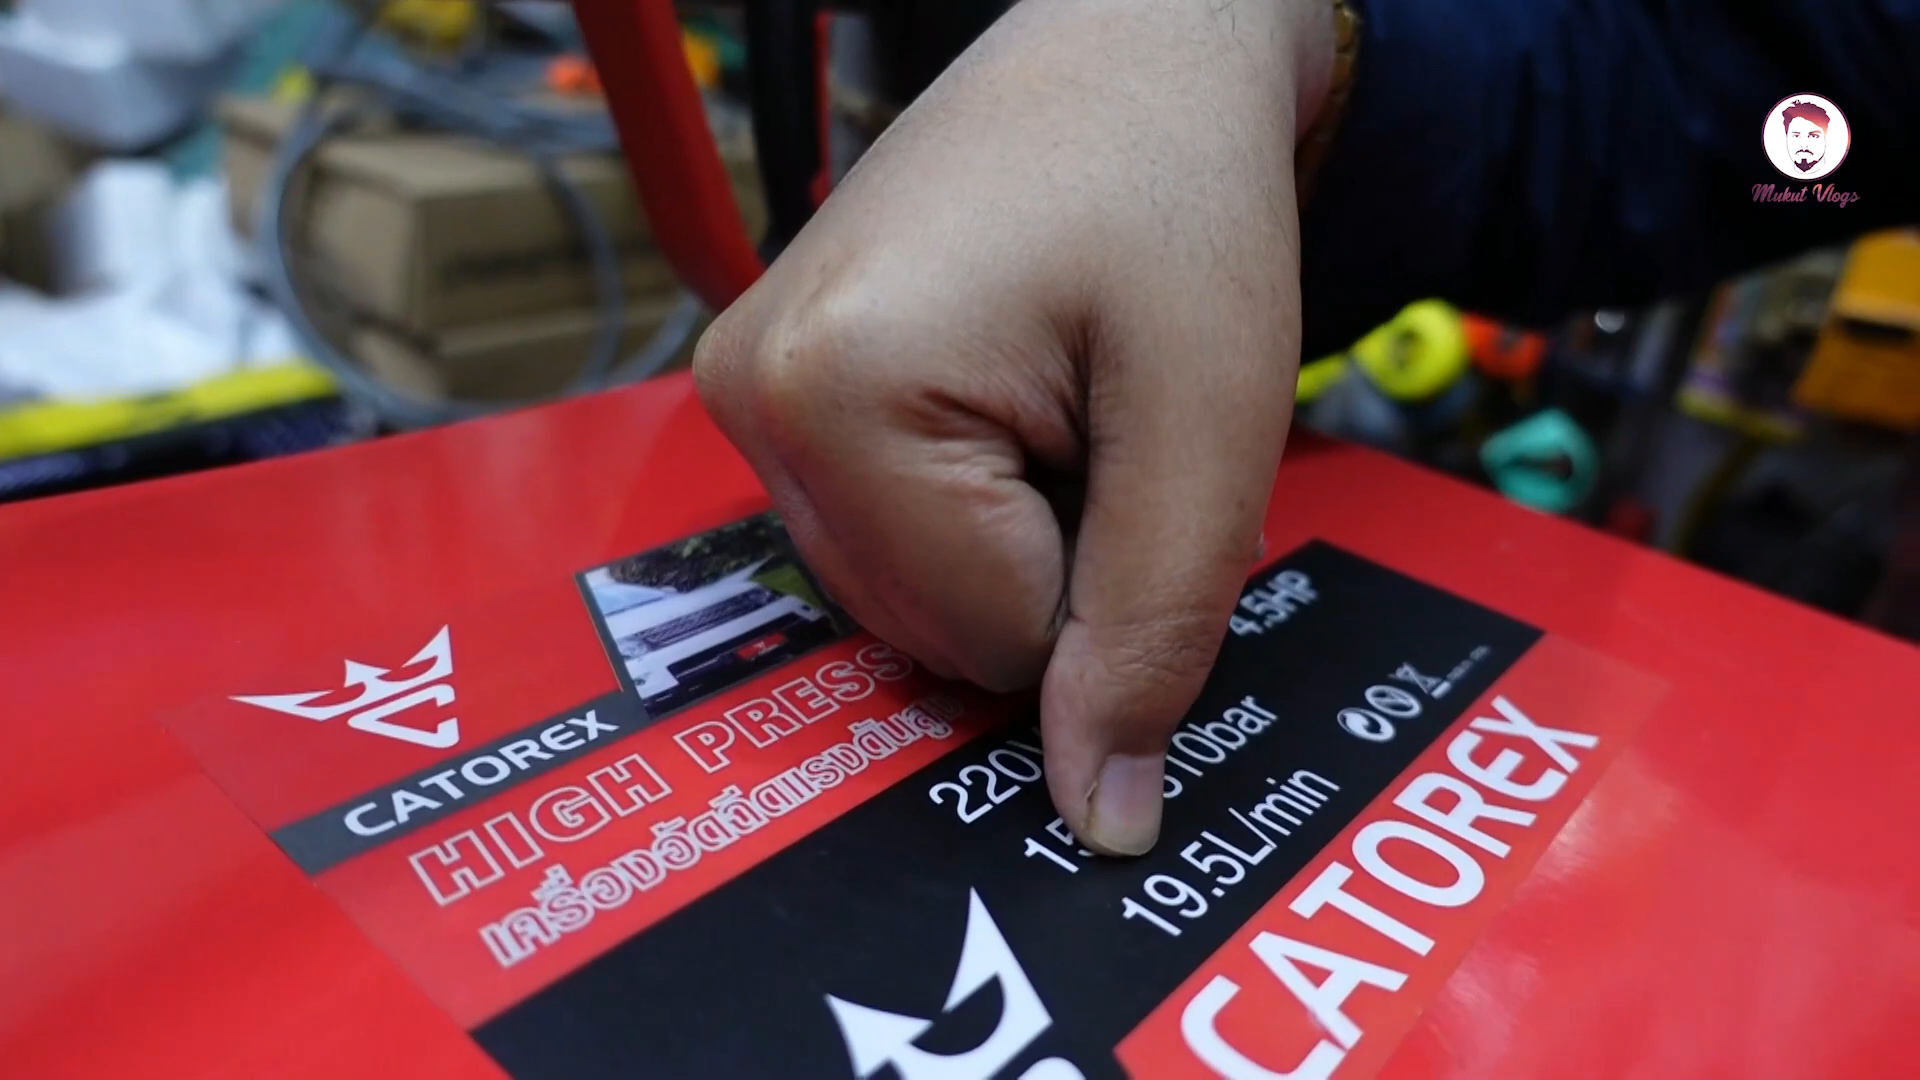 Mukut Vlogs
CATOREX
HIGH PRESS
เครื่องอัดฉีดแรงดันสูง
220V
4.5HP
310bar
19.5L/min
CATOREX